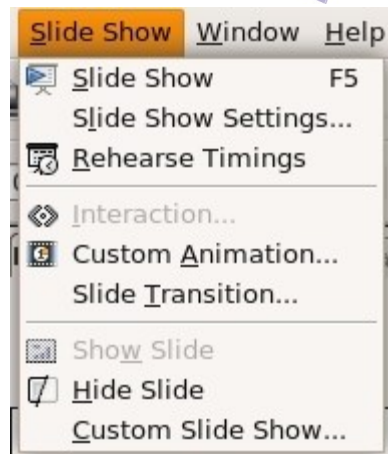 Slide Show Window Help
Slide Show F5
Slide Show Settings...
Rehearse Timings
Interaction...
Custom Animation...
Slide Transition...
Show Slide
Hide Slide
Custom Slide Show...